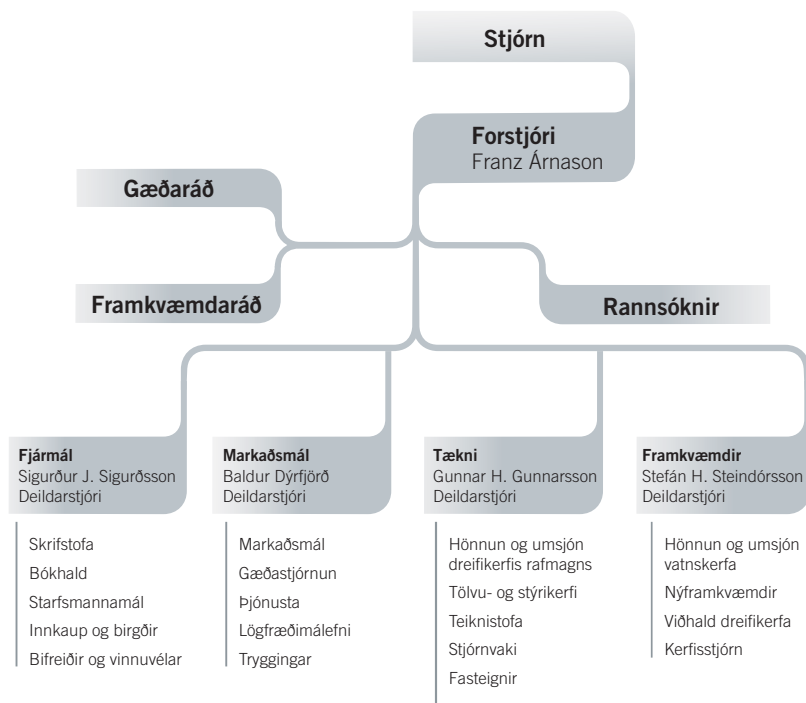 Stjórn
Forstjóri
Franz Árnason
Gæðaráð
Framkvæmdaráð
Rannsóknir
Fjármál
Sigurður J. Sigurðsson
Deildarstjóri
Skrifstofa
Bókhald
Starfsmannamál
Innkaup og birgðir
Bifreiðir og vinnuvélar
Markaðsmál
Baldur Dýrfjörð
Deildarstjóri
Markaðsmál
Gæðastjórnun
Þjónusta
Lögfræðimálefni
Tryggingar
Tækni
Gunnar H. Gunnarsson
Deildarstjóri
Hönnun og umsjón
dreifikerfis rafmagns
Tölvu- og stýrikerfi
Teiknistofa
Stjórnvaki
Fasteignir
Framkvæmdir
Stefán H. Steindórsson
Deildarstjóri
Hönnun og umsjón
vatnskerfa
Nýframkvæmdir
Viðhald dreifikerfa
Kerfisstjórn